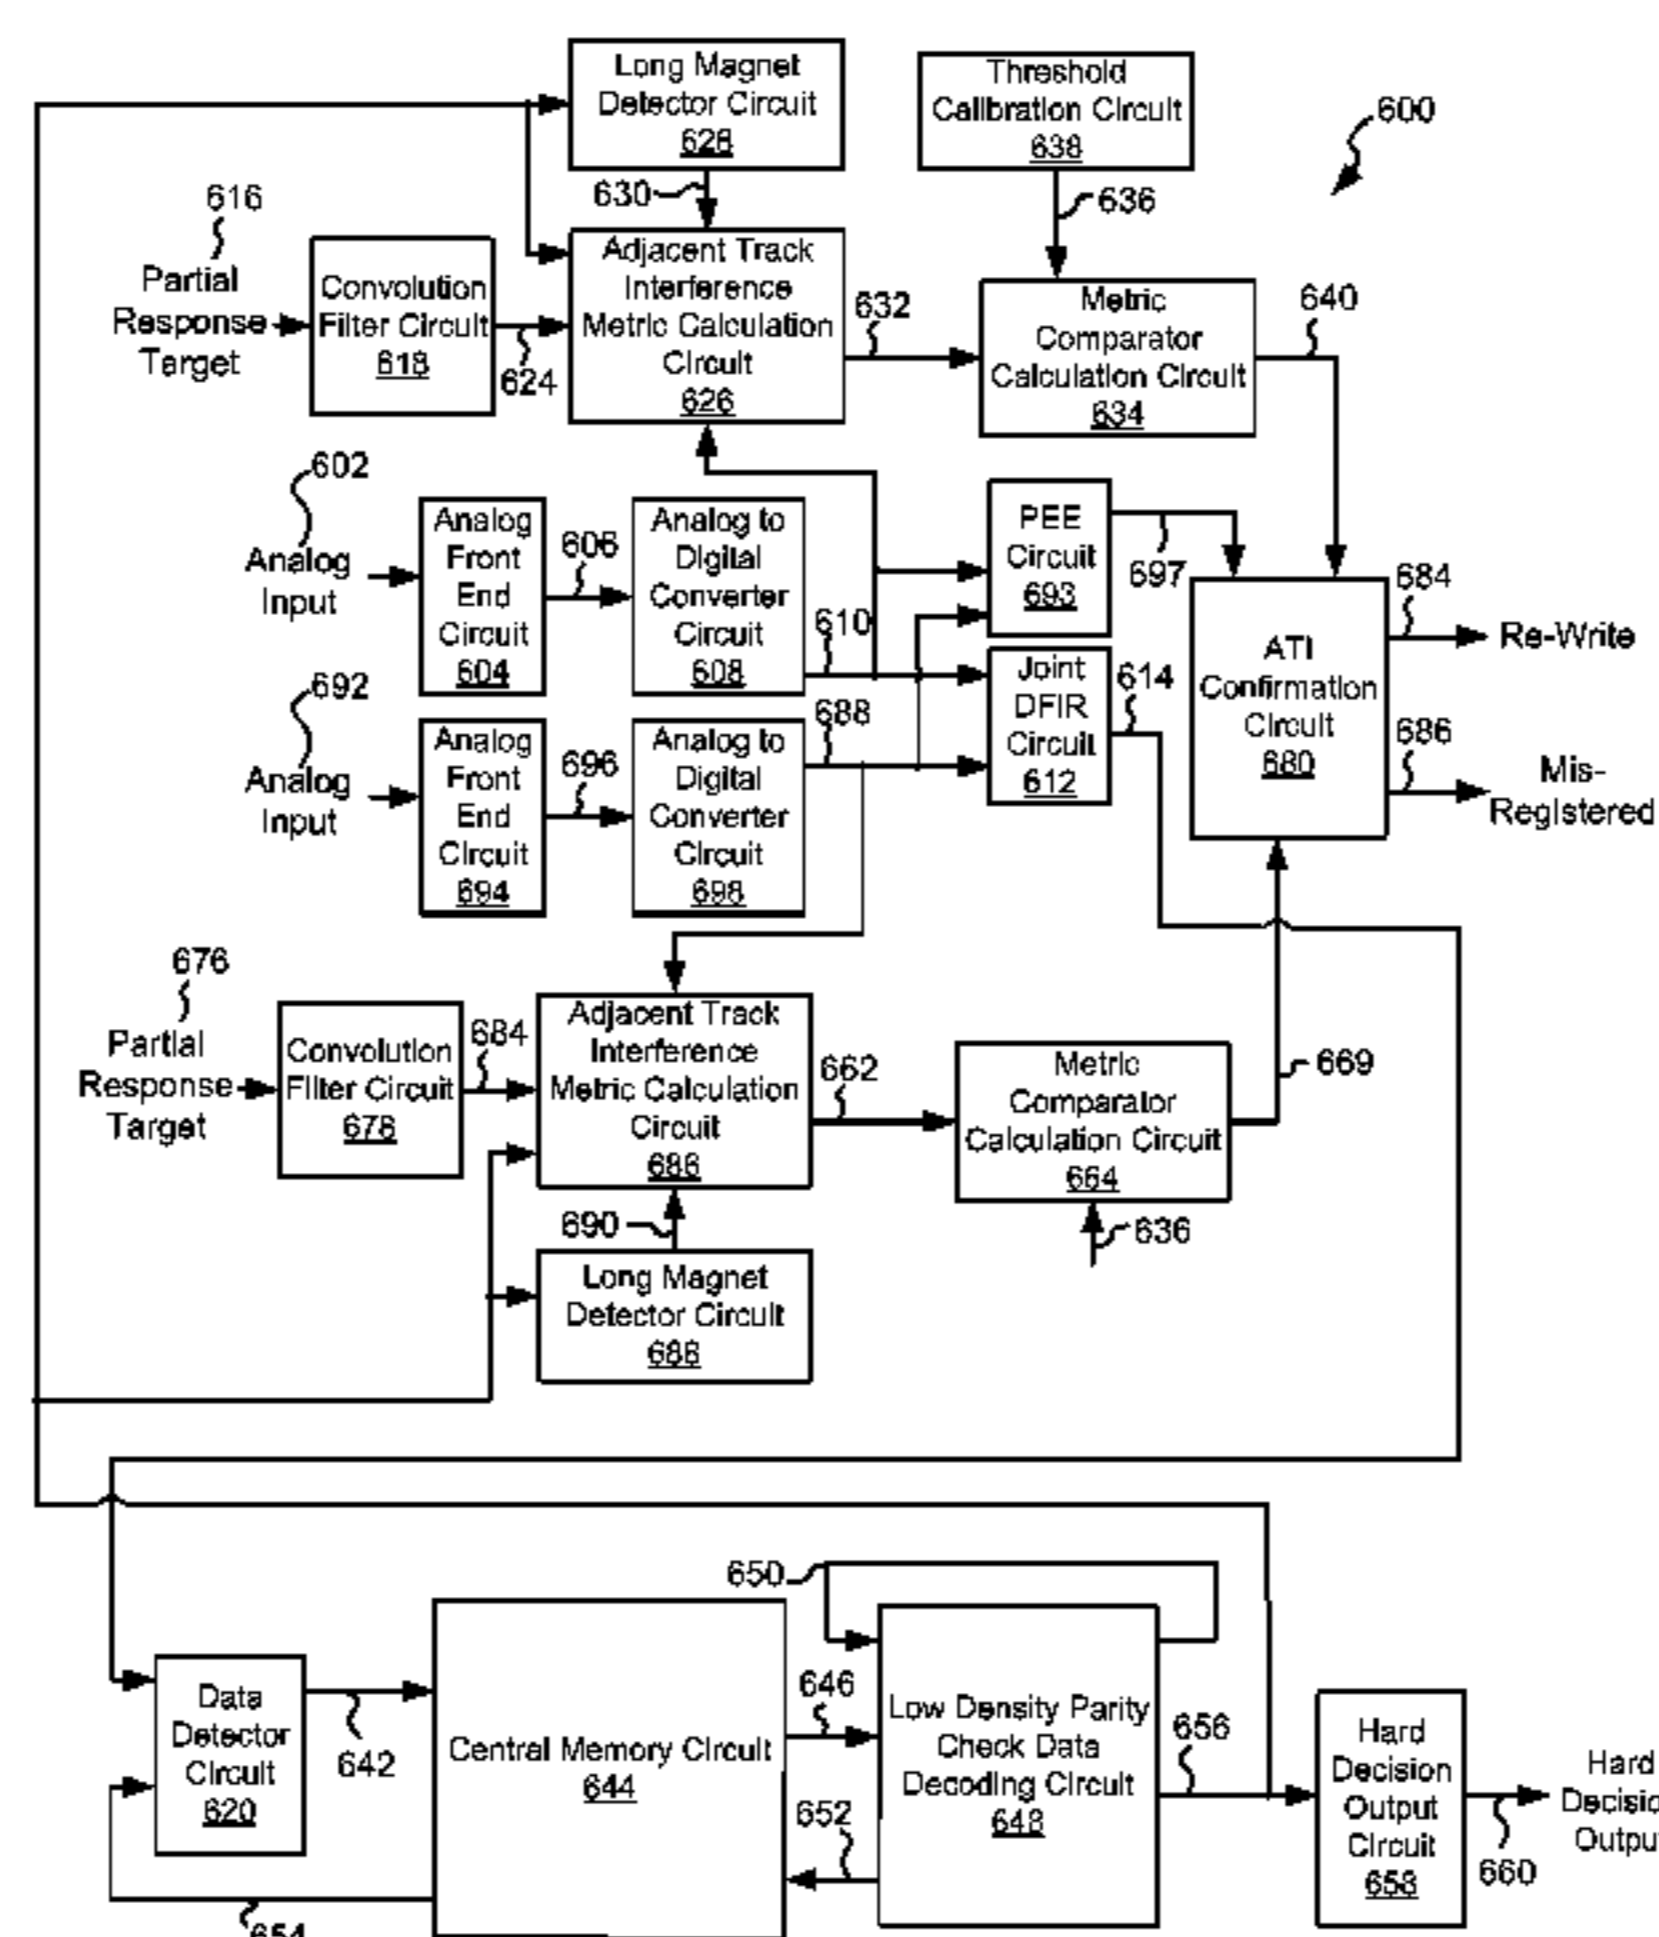 Long Magnet
Detector Circuit
628
Threshold
Calibration Circuit
638
600
630
636
616
Partial
Response
Target
Convolution
Filter Circuit
618
624
Adjacent Track
Interference
Metric Calculation
Circuit
626
632
Metric
Comparator
Calculation Circuit
634
640
602
Analog
Input
Analog
Front
End
Circuit
604
606
Analog to
Digital
Converter
Circuit
608
610
PEE
Circuit
693
697
684
Re-Write
ATI
Confirmation
Circuit
680
686
Mis-
Registered
692
Analog
Input
Analog
Front
End
Circuit
694
696
Analog to
Digital
Converter
Circuit
698
688
Joint
DFIR
Circuit
612
614
676
Partial
Response
Target
Convolution
Filter Circuit
678
684
Adjacent Track
Interference
Metric Calculation
Circuit
686
662
Metric
Comparator
Calculation Circuit
664
669
636
690
Long Magnet
Detector Circuit
688
650
Data
Detector
Circuit
620
642
Central Memory Circuit
644
646
652
Low Density Parity
Check Data
Decoding Circuit
648
656
Hard
Decision
Output
Circuit
658
660
Hard
Decisio
Outpu
654